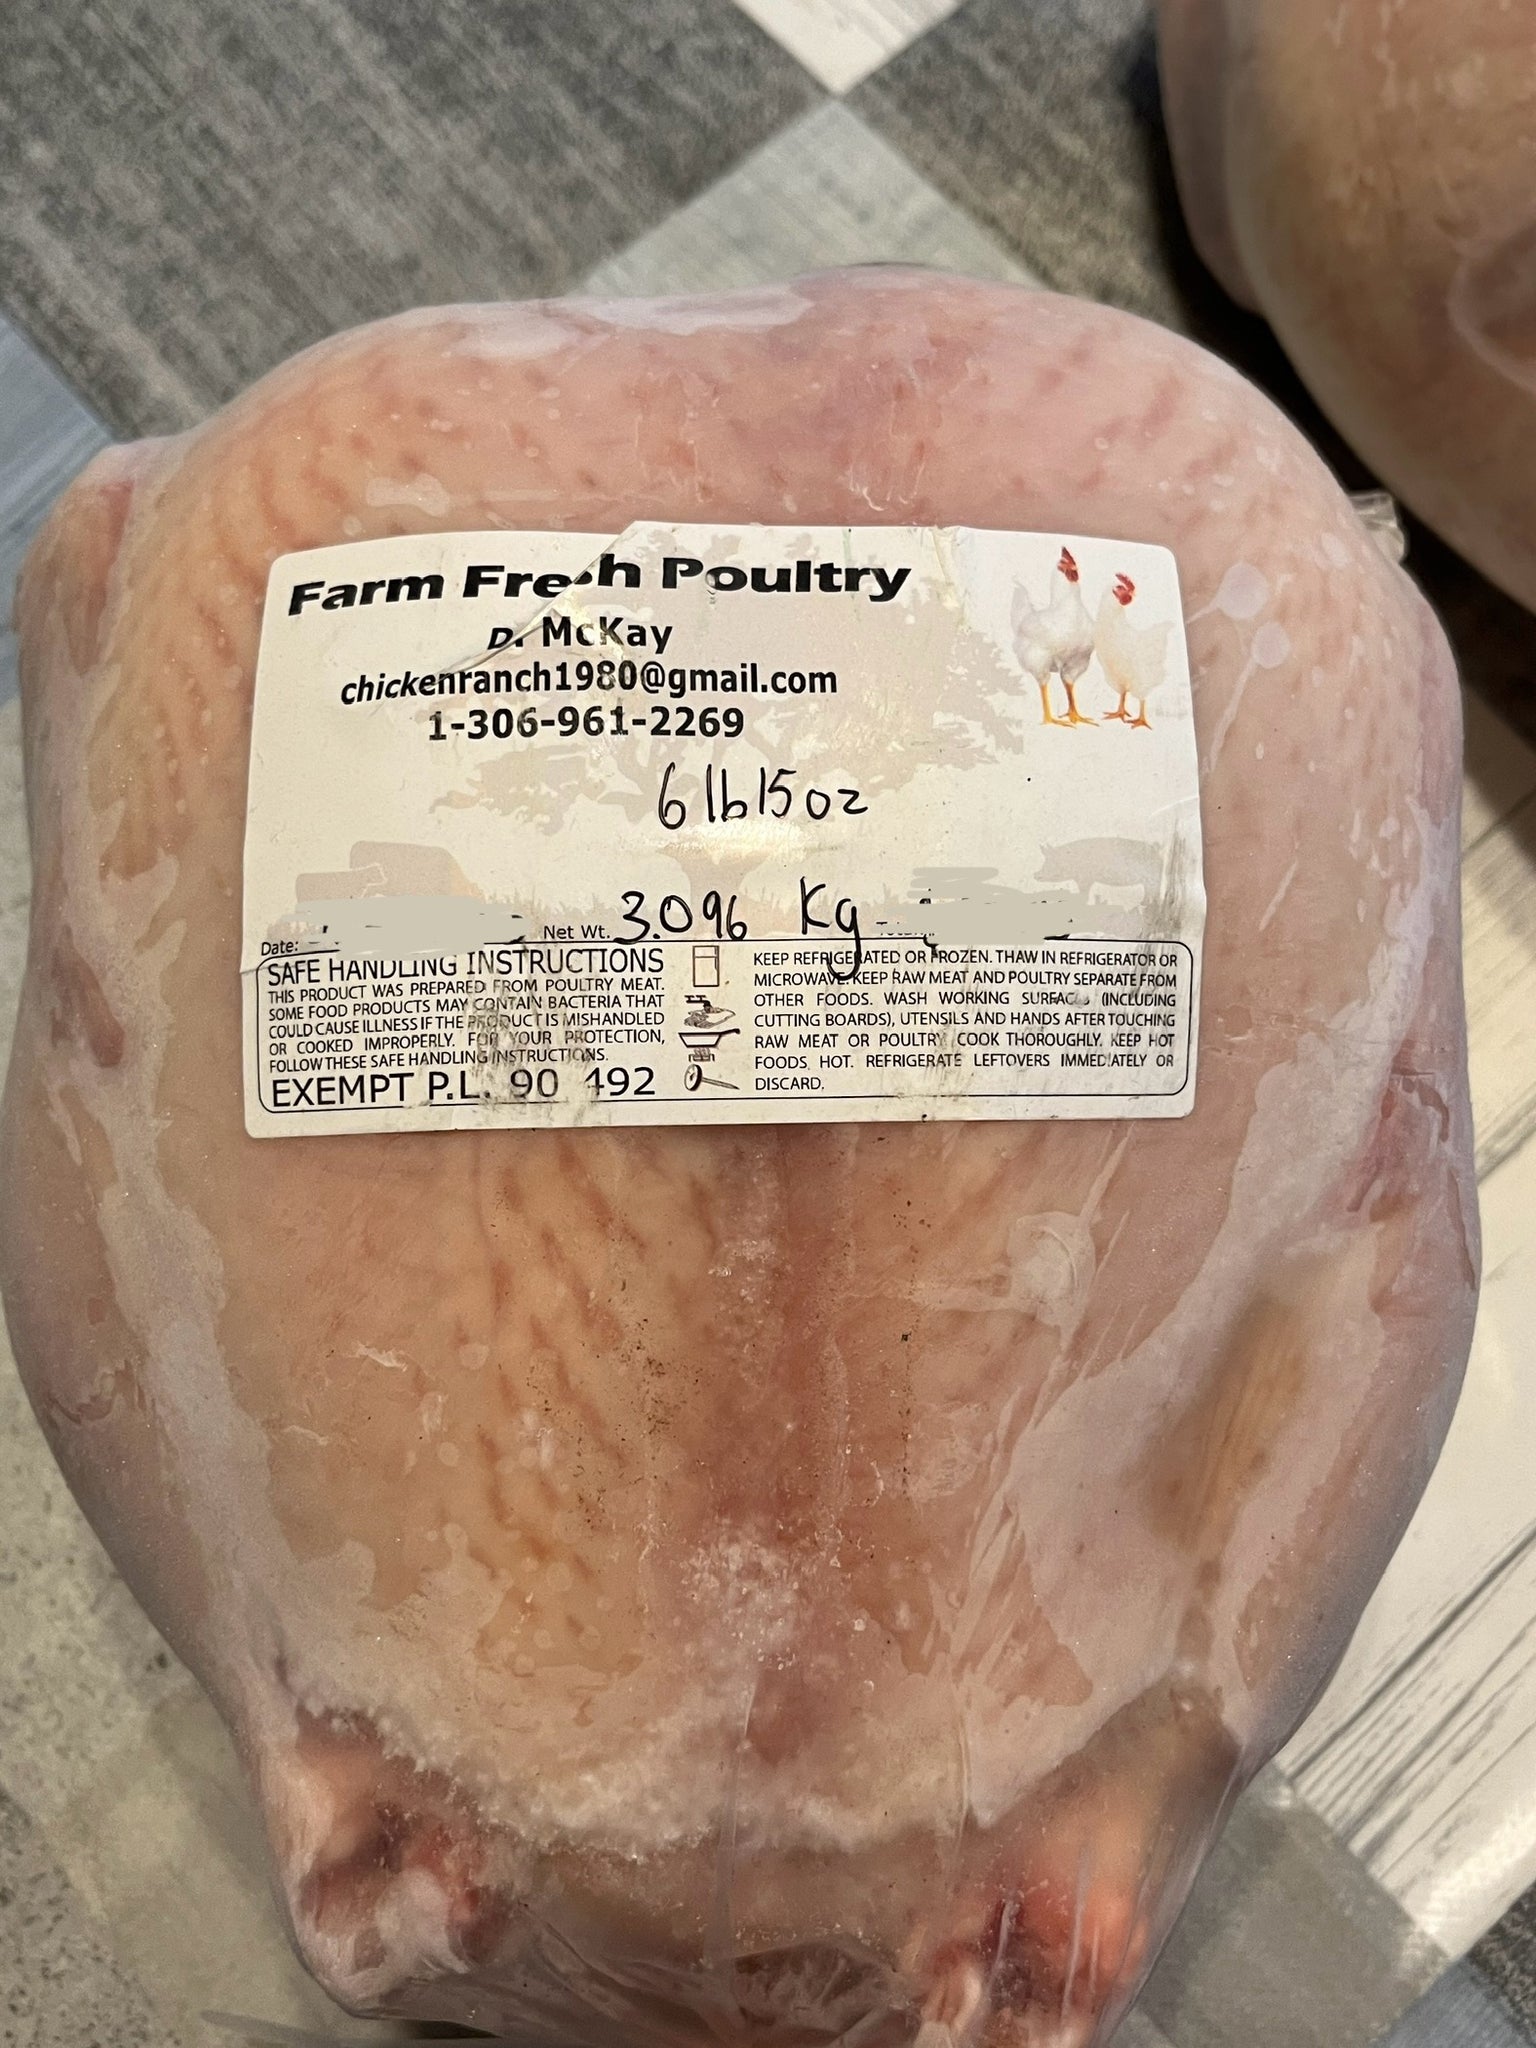 Farm Fresh Poultry
D. McKay
chickenranch1980@gmail.com
1-306-961-2269
6 lb 15 oz
Date: Net Wt. 3.096 Kg
SAFE HANDLING INSTRUCTIONS
THIS PRODUCT WAS PREPARED FROM POULTRY MEAT.
SOME FOOD PRODUCTS MAY CONTAIN BACTERIA THAT
COULD CAUSE ILLNESS IF THE PRODUCT IS MISHANDLED
OR COOKED IMPROPERLY. FOR YOUR PROTECTION,
FOLLOW THESE SAFE HANDLING INSTRUCTIONS.
EXEMPT P.L. 90 492
KEEP REFRIGERATED OR FROZEN. THAW IN REFRIGERATOR OR
MICROWAVE. KEEP RAW MEAT AND POULTRY SEPARATE FROM
OTHER FOODS. WASH WORKING SURFACES (INCLUDING
CUTTING BOARDS), UTENSILS AND HANDS AFTER TOUCHING
RAW MEAT OR POULTRY. COOK THOROUGHLY. KEEP HOT
FOODS HOT. REFRIGERATE LEFTOVERS IMMEDIATELY OR
DISCARD.